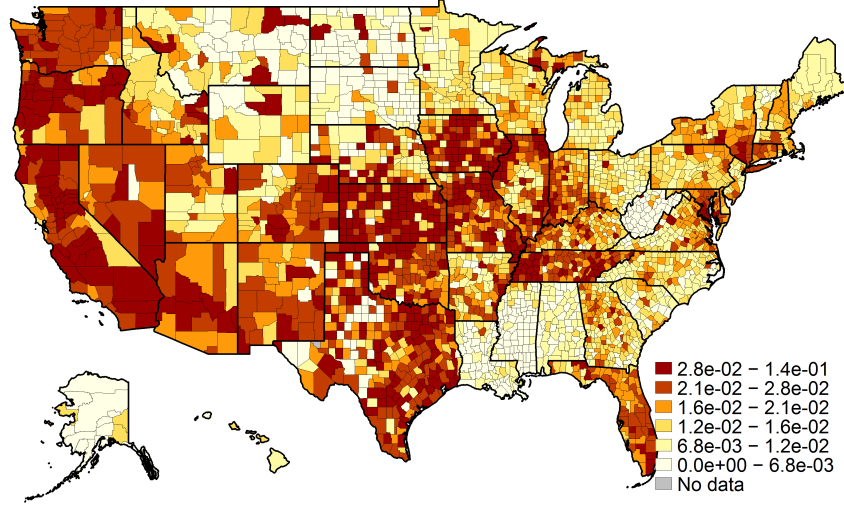 2.8e-02 − 1.4e-01
2.1e-02 − 2.8e-02
1.6e-02 − 2.1e-02
1.2e-02 − 1.6e-02
6.8e-03 − 1.2e-02
0.0e+00 − 6.8e-03
No data